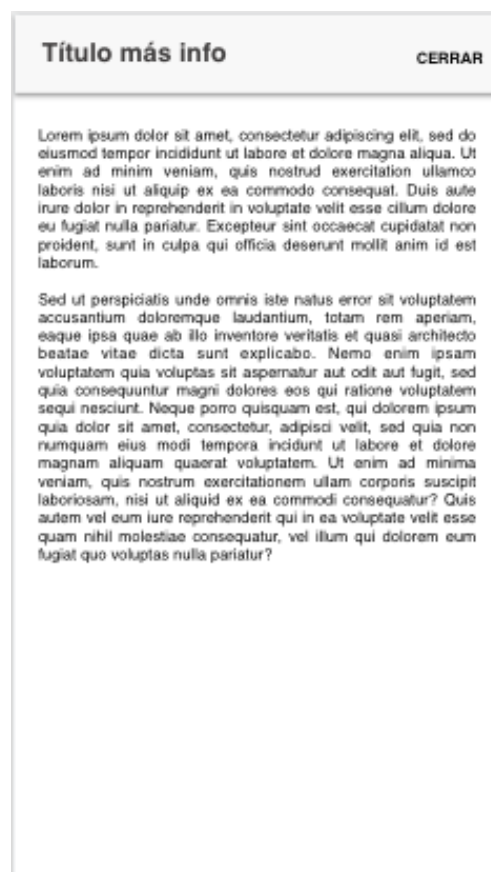 Título más info
CERRAR
Lorem ipsum dolor sit amet, consectetur adipiscing elit, sed do
eiusmod tempor incididunt ut labore et dolore magna aliqua. Ut
enim ad minim veniam, quis nostrud exercitation ullamco
laboris nisi ut aliquip ex ea commodo consequat. Duis aute
irure dolor in reprehenderit in voluptate velit esse cillum dolore
eu fugiat nulla pariatur. Excepteur sint occaecat cupidatat non
proident, sunt in culpa qui officia deserunt mollit anim id est
laborum.
Sed ut perspiciatis unde omnis iste natus error sit voluptatem
accusantium doloremque laudantium, totam rem aperiam,
eaque ipsa quae ab illo inventore veritatis et quasi architecto
beatae vitae dicta sunt explicabo. Nemo enim ipsam
voluptatem quia voluptas sit aspernatur aut odit aut fugit, sed
quia consequuntur magni dolores eos qui ratione voluptatem
sequi nesciunt. Neque porro quisquam est, qui dolorem ipsum
quia dolor sit amet, consectetur, adipisci velit, sed quia non
numquam eius modi tempora incidunt ut labore et dolore
magnam aliquam quaerat voluptatem. Ut enim ad minima
veniam, quis nostrum exercitationem ullam corporis suscipit
laboriosam, nisi ut aliquid ex ea commodi consequatur? Quis
autem vel eum iure reprehenderit qui in ea voluptate velit esse
quam nihil molestiae consequatur, vel illum qui dolorem eum
fugiat quo voluptas nulla pariatur?